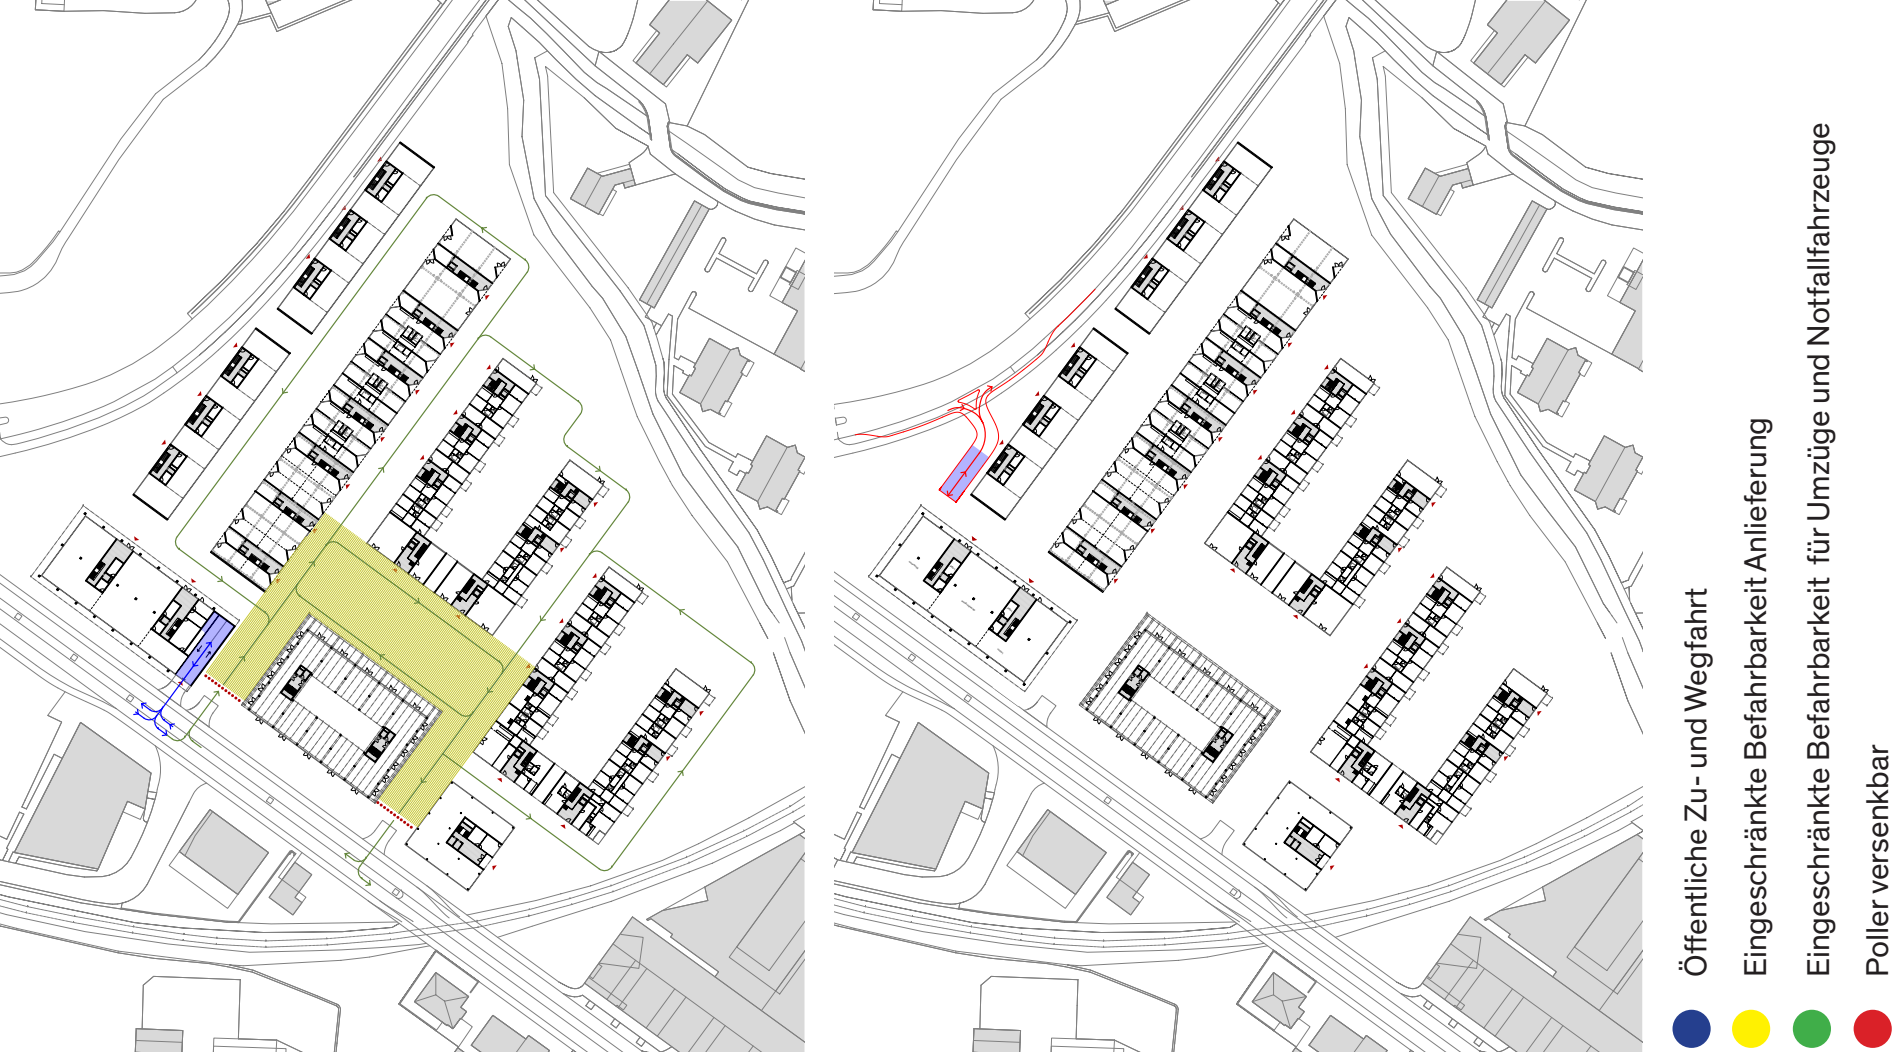 Öffentliche Zu- und Wegfahrt
Eingeschränkte Befahrbarkeit Anlieferung
Eingeschränkte Befahrbarkeit für Umzüge und Notfallfahrzeuge
Poller versenkbar